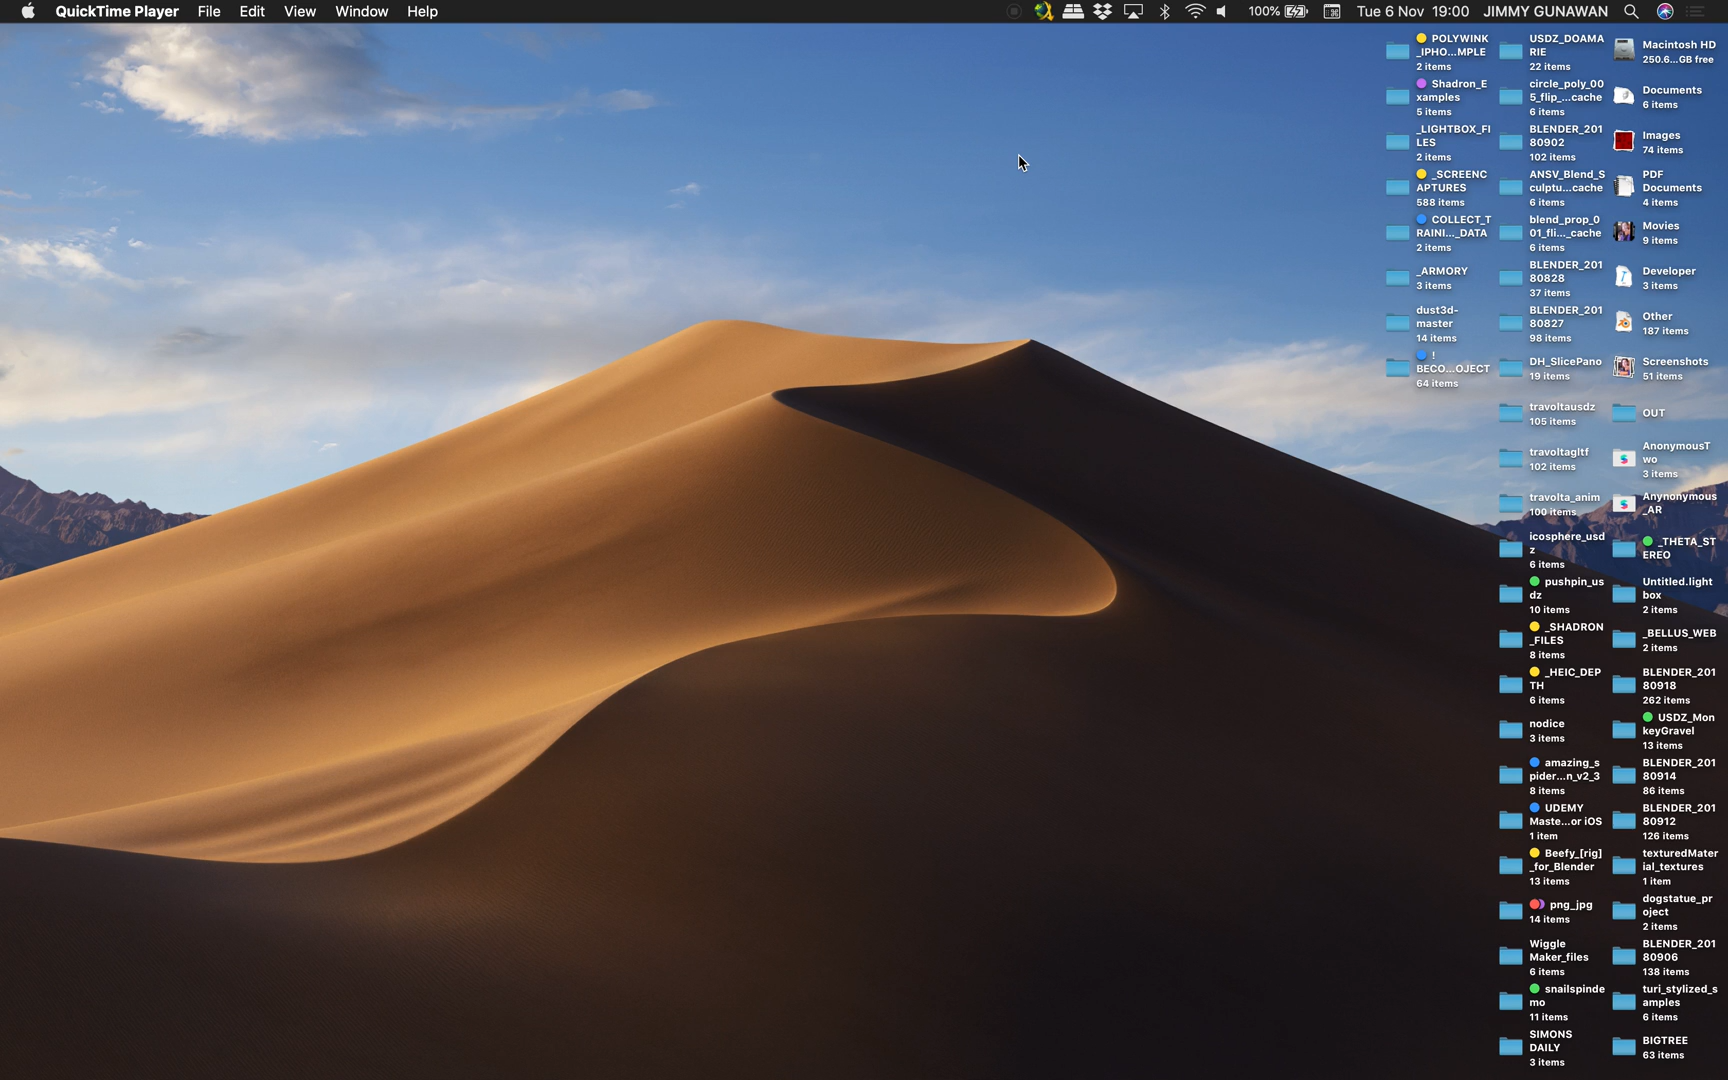 QuickTime Player File Edit View Window Help 100% Tue 6 Nov 19:00 JIMMY GUNAWAN
POLYWINK
_IPHO...MPLE
2 items
Shadron_E
xamples
5 items
_LIGHTBOX_FI
LES
2 items
_SCREENC
APTURES
588 items
COLLECT_T
RAINI..._DATA
2 items
_ARMORY
3 items
dust3d-
master
14 items
!
BECO...OJECT
64 items
USDZ_DOAMA
RIE
22 items
circle_poly_00
5_flip_...cache
6 items
BLENDER_201
80902
102 items
ANSV_Blend_S
culptu...cache
6 items
blend_prop_0
01_fli..._cache
6 items
BLENDER_201
80828
37 items
BLENDER_201
80827
98 items
DH_SlicePano
19 items
travoltausdz
105 items
travoltagltf
102 items
travolta_anim
100 items
icosphere_usd
z
6 items
pushpin_us
dz
10 items
_SHADRON
_FILES
8 items
_HEIC_DEP
TH
6 items
nodice
3 items
amazing_s
pider...n_v2_3
8 items
UDEMY
Maste...or iOS
1 item
Beefy_[rig]
_for_Blender
13 items
png_jpg
14 items
Wiggle
Maker_files
6 items
snailspinde
mo
11 items
SIMONS
DAILY
3 items
Macintosh HD
250.6...GB free
Documents
6 items
Images
74 items
PDF
Documents
4 items
Movies
9 items
Developer
3 items
Other
187 items
Screenshots
51 items
OUT
AnonymousT
wo
3 items
Anynonymous
_AR
_THETA_ST
EREO
Untitled.light
box
2 items
_BELLUS_WEB
2 items
BLENDER_201
80918
262 items
USDZ_Mon
keyGravel
13 items
BLENDER_201
80914
86 items
BLENDER_201
80912
126 items
texturedMater
ial_textures
1 item
dogstatue_pr
oject
2 items
BLENDER_201
80906
138 items
turi_stylized_s
amples
6 items
BIGTREE
63 items